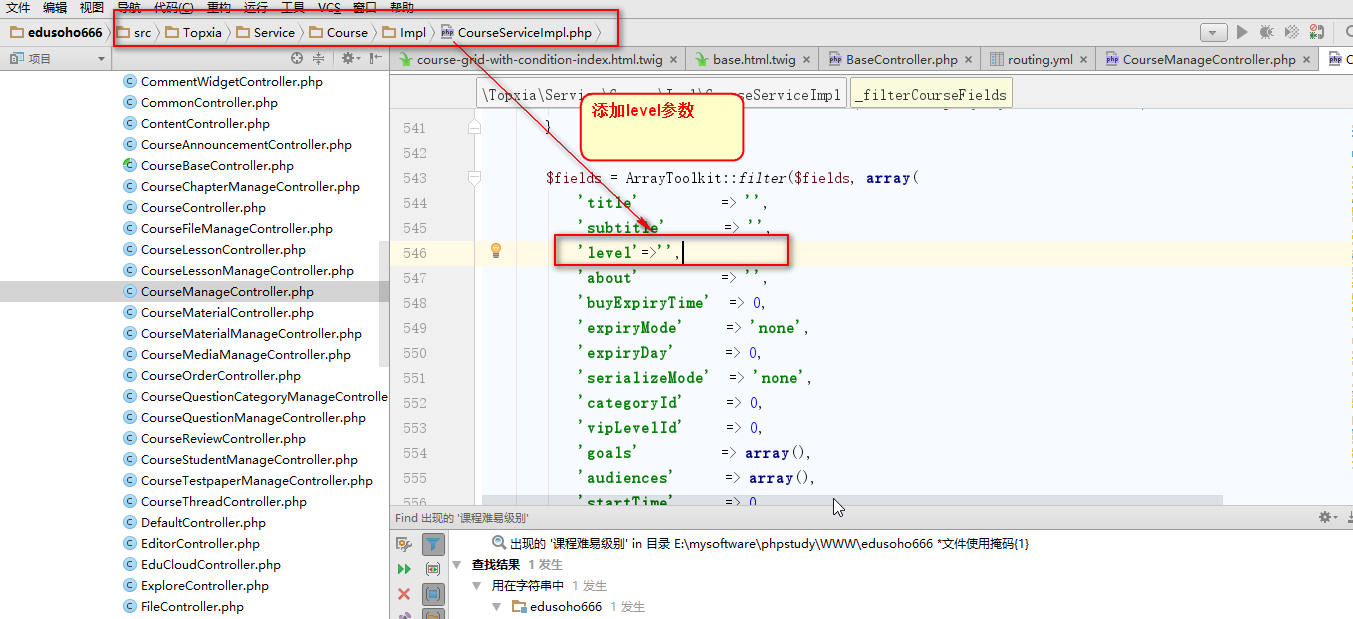 文件 编辑 视图 导航 代码(C) 重构 运行 工具 VCS 窗口 帮助
edusoho666 src Topxia Service Course Impl CourseServiceImpl.php
项目
course-grid-with-condition-index.html.twig × base.html.twig × BaseController.php × routing.yml × CourseManageController.php ×
CommentWidgetController.php
CommonController.php
ContentController.php
CourseAnnouncementController.php
CourseBaseController.php
CourseChapterManageController.php
CourseController.php
CourseFileManageController.php
CourseLessonController.php
CourseLessonManageController.php
CourseManageController.php
CourseMaterialController.php
CourseMaterialManageController.php
CourseMediaManageController.php
CourseOrderController.php
CourseQuestionCategoryManageControlle
CourseQuestionManageController.php
CourseReviewController.php
CourseStudentManageController.php
CourseTestpaperManageController.php
CourseThreadController.php
DefaultController.php
EditorController.php
EduCloudController.php
ExploreController.php
FileController.php
\Topxia\Servi eServiceImpl _filterCourseFields
添加level参数
541 }
542
543 $fields = ArrayToolkit::filter($fields, array(
544 'title' => '',
545 'subtitle' => '',
546 'level'=>'',
547 'about' => '',
548 'buyExpiryTime' => 0,
549 'expiryMode' => 'none',
550 'expiryDay' => 0,
551 'serializeMode' => 'none',
552 'categoryId' => 0,
553 'vipLevelId' => 0,
554 'goals' => array(),
555 'audiences' => array(),
556 'startTime' => 0
Find 出现的 '课程难易级别'
出现的 '课程难易级别' in 目录 E:\mysoftware\phpstudy\WWW\edusoho666 *文件使用掩码{1}
查找结果 1 发生
用在字符串中 1 发生
edusoho666 1 发生